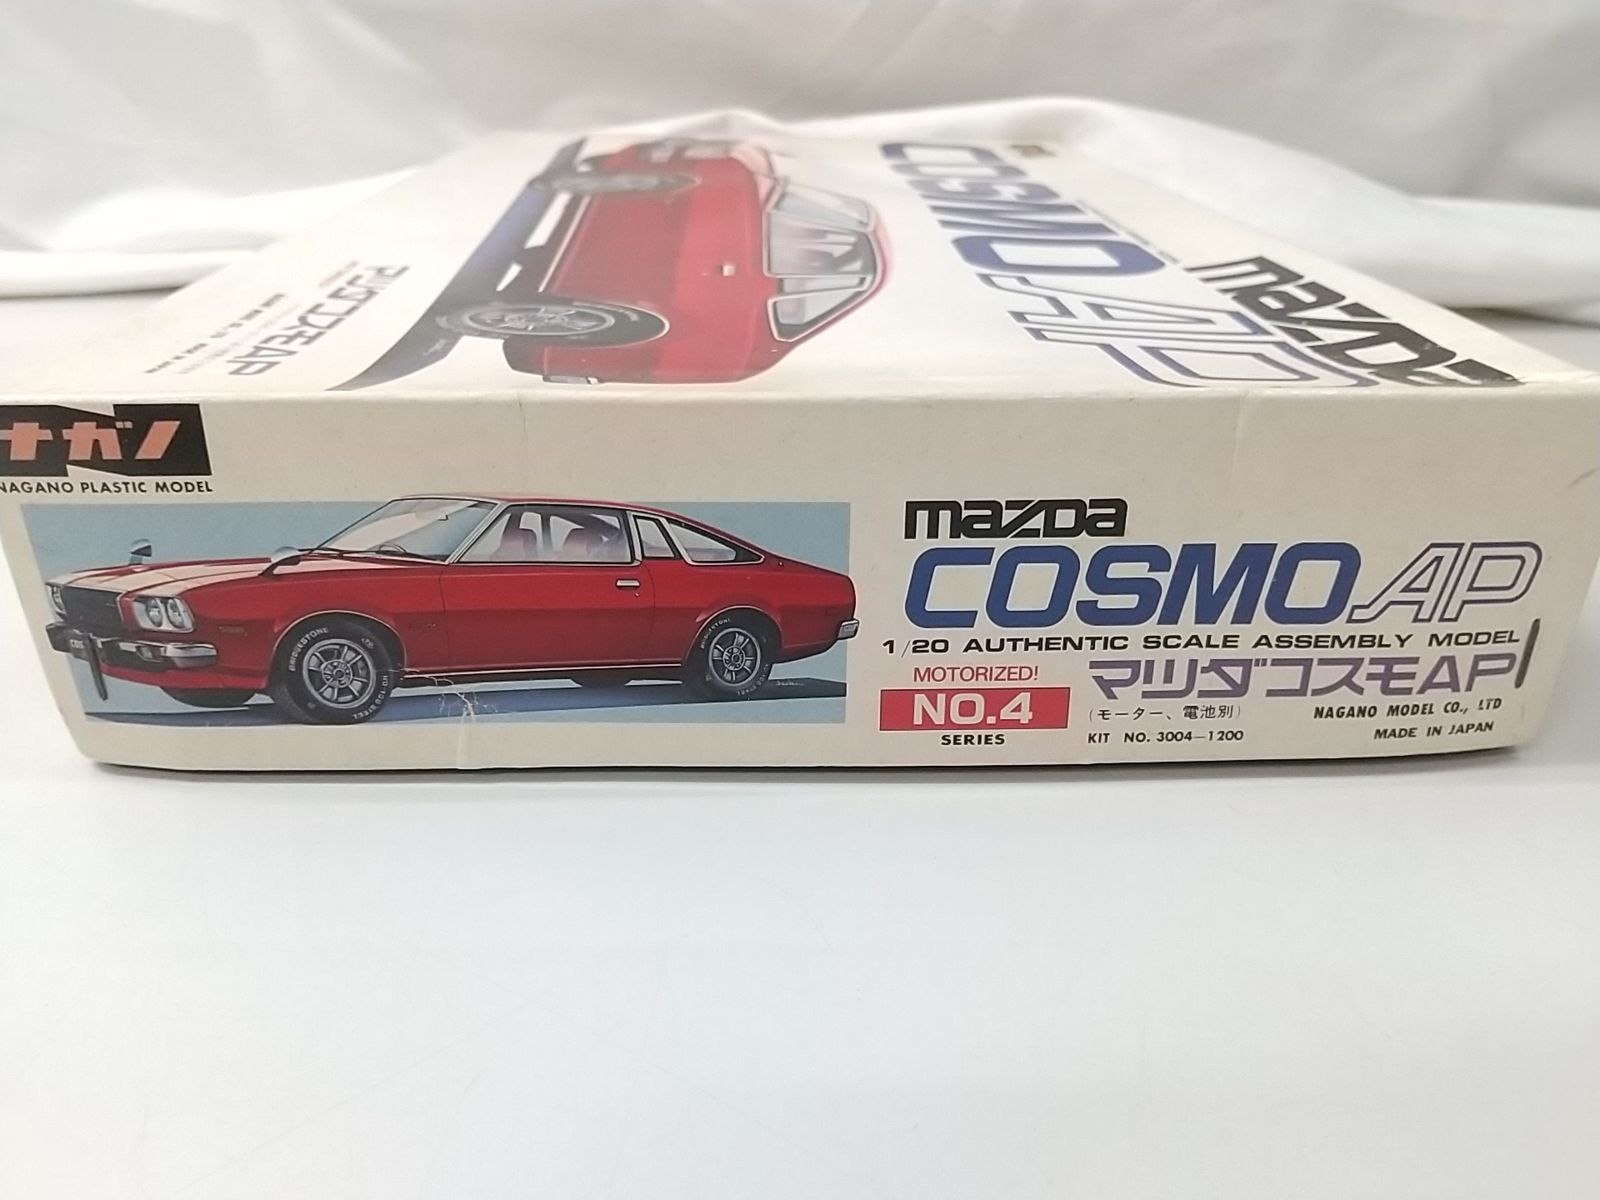 mazda
COSMO AP
マツダコスモAP
ナガノ
NAGANO PLASTIC MODEL
BRIDGESTONE
mazda
COSMO AP
1/20 AUTHENTIC SCALE ASSEMBLY MODEL
MOTORIZED!
マツダコスモAP
NO.4
SERIES
(モーター、電池別)
KIT NO. 3004-1200
NAGANO MODEL CO., LTD
MADE IN JAPAN